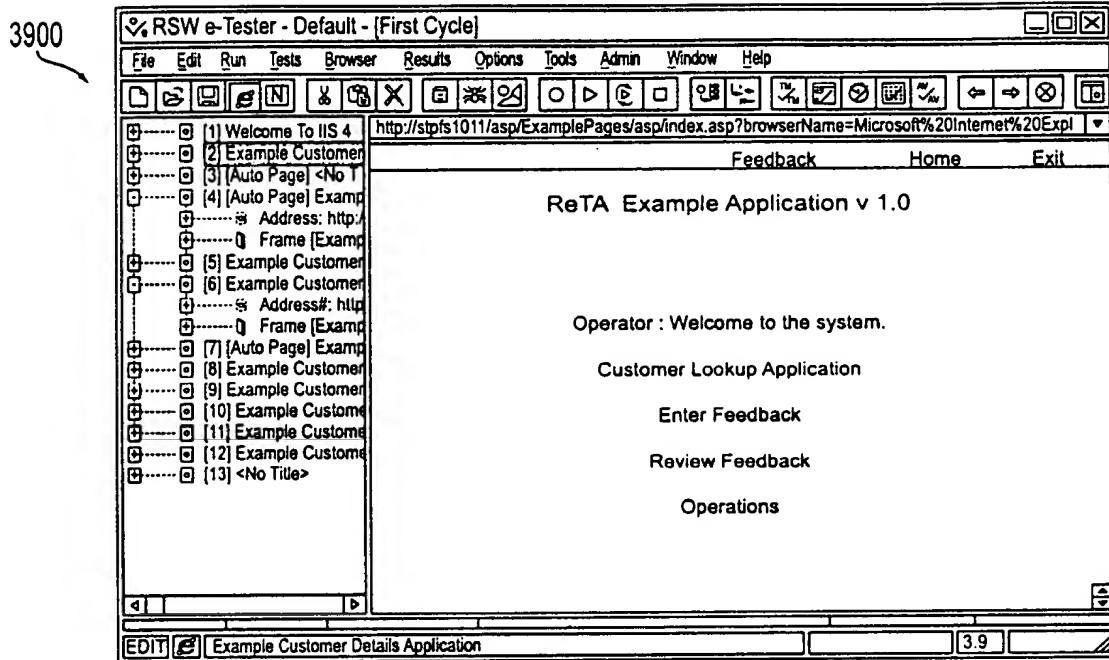 3900
RSW e-Tester - Default - [First Cycle]
File Edit Run Tests Browser Results Options Tools Admin Window Help
[1] Welcome To IIS 4
[2] Example Customer
[3] [Auto Page] <No T
[4] [Auto Page] Examp
Address: http:/
Frame [Examp
[5] Example Customer
[6] Example Customer
Address#: http
Frame [Examp
[7] [Auto Page] Examp
[8] Example Customer
[9] Example Customer
[10] Example Custome
[11] Example Custome
[12] Example Custome
[13] <No Title>
http://stpfs1011/asp/ExamplePages/asp/index.asp?browserName=Microsoft%20Internet%20Expl
Feedback Home Exit
ReTA Example Application v 1.0
Operator : Welcome to the system.
Customer Lookup Application
Enter Feedback
Review Feedback
Operations
EDIT Example Customer Details Application 3.9